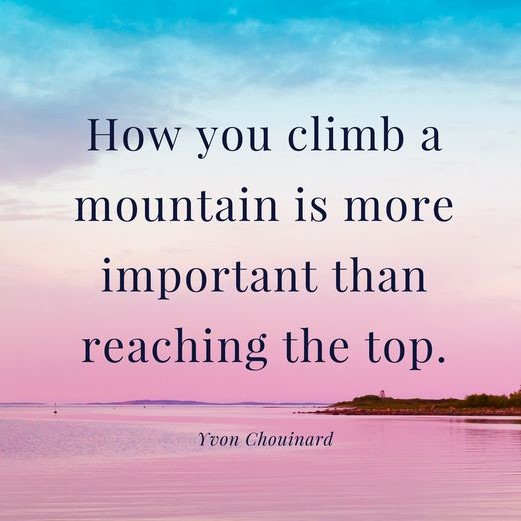 How you climb a
mountain is more
important than
reaching the top.
Yvon Chouinard